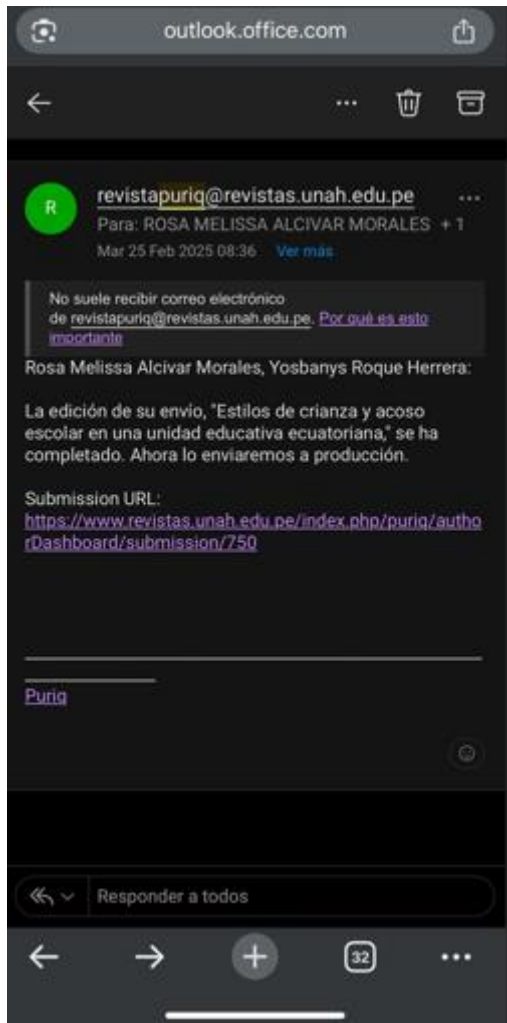 outlook.office.com
R
revistapuriq@revistas.unah.edu.pe
Para: ROSA MELISSA ALCIVAR MORALES + 1
Mar 25 Feb 2025 08:36 Ver más
No suele recibir correo electrónico
de revistapuriq@revistas.unah.edu.pe. Por qué es esto
importante
Rosa Melissa Alcivar Morales, Yosbanys Roque Herrera:
La edición de su envío, "Estilos de crianza y acoso
escolar en una unidad educativa ecuatoriana," se ha
completado. Ahora lo enviaremos a producción.
Submission URL:
https://www.revistas.unah.edu.pe/index.php/puriq/autho
rDashboard/submission/750
Puriq
Responder a todos
32